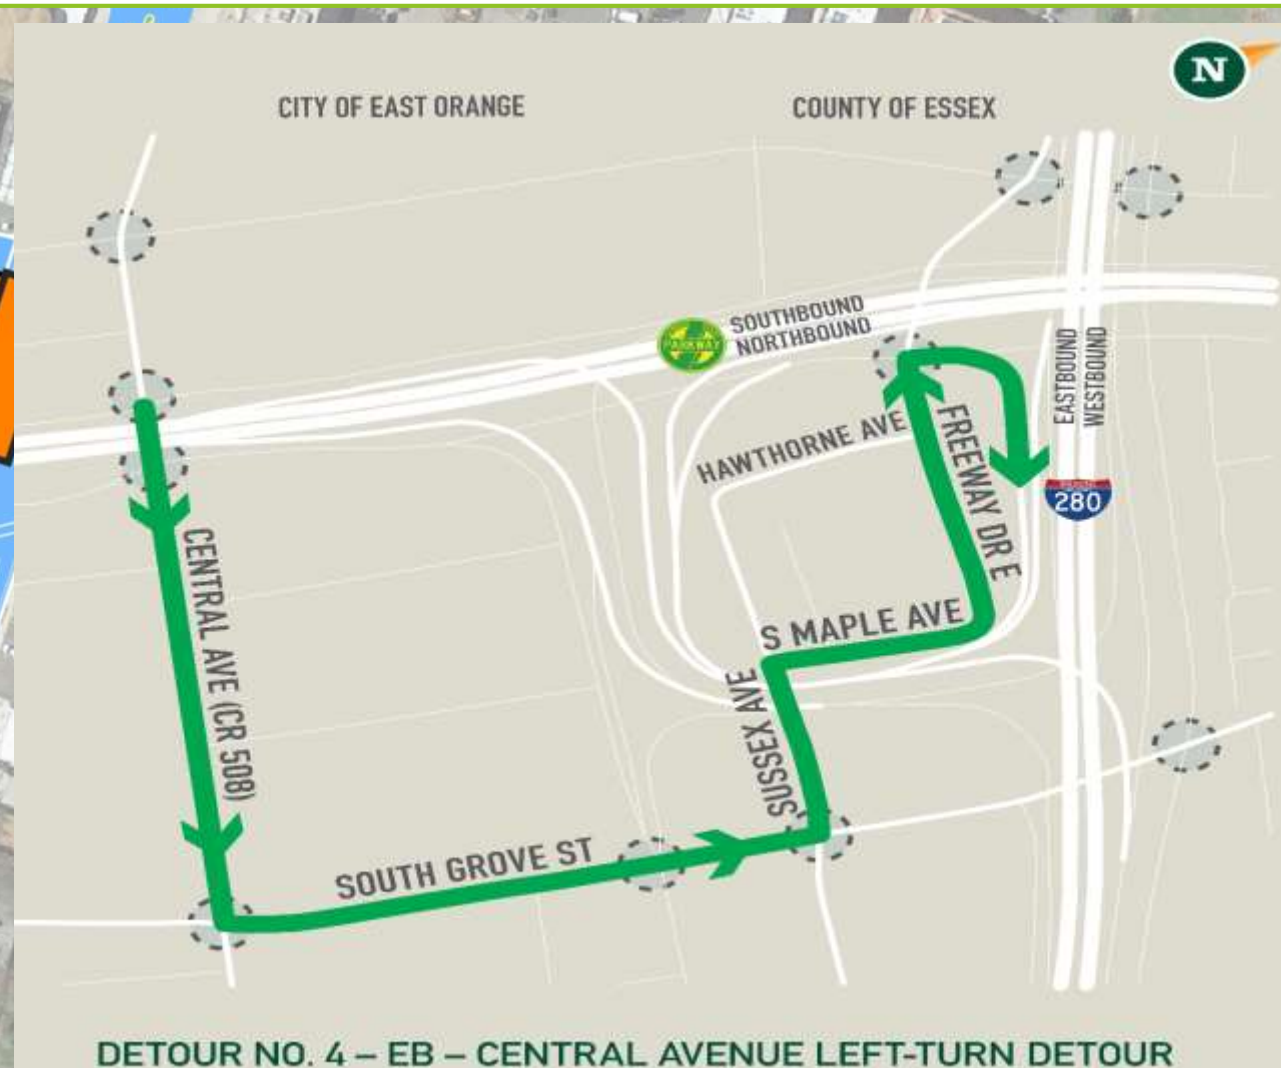 N
CITY OF EAST ORANGE
COUNTY OF ESSEX
SOUTHBOUND
NORTHBOUND
PARKWAY
EASTBOUND
WESTBOUND
HAWTHORNE AVE
FREEWAY DR E
280
CENTRAL AVE (CR 508)
S MAPLE AVE
SUSSEX AVE
SOUTH GROVE ST
DETOUR NO. 4 – EB – CENTRAL AVENUE LEFT-TURN DETOUR